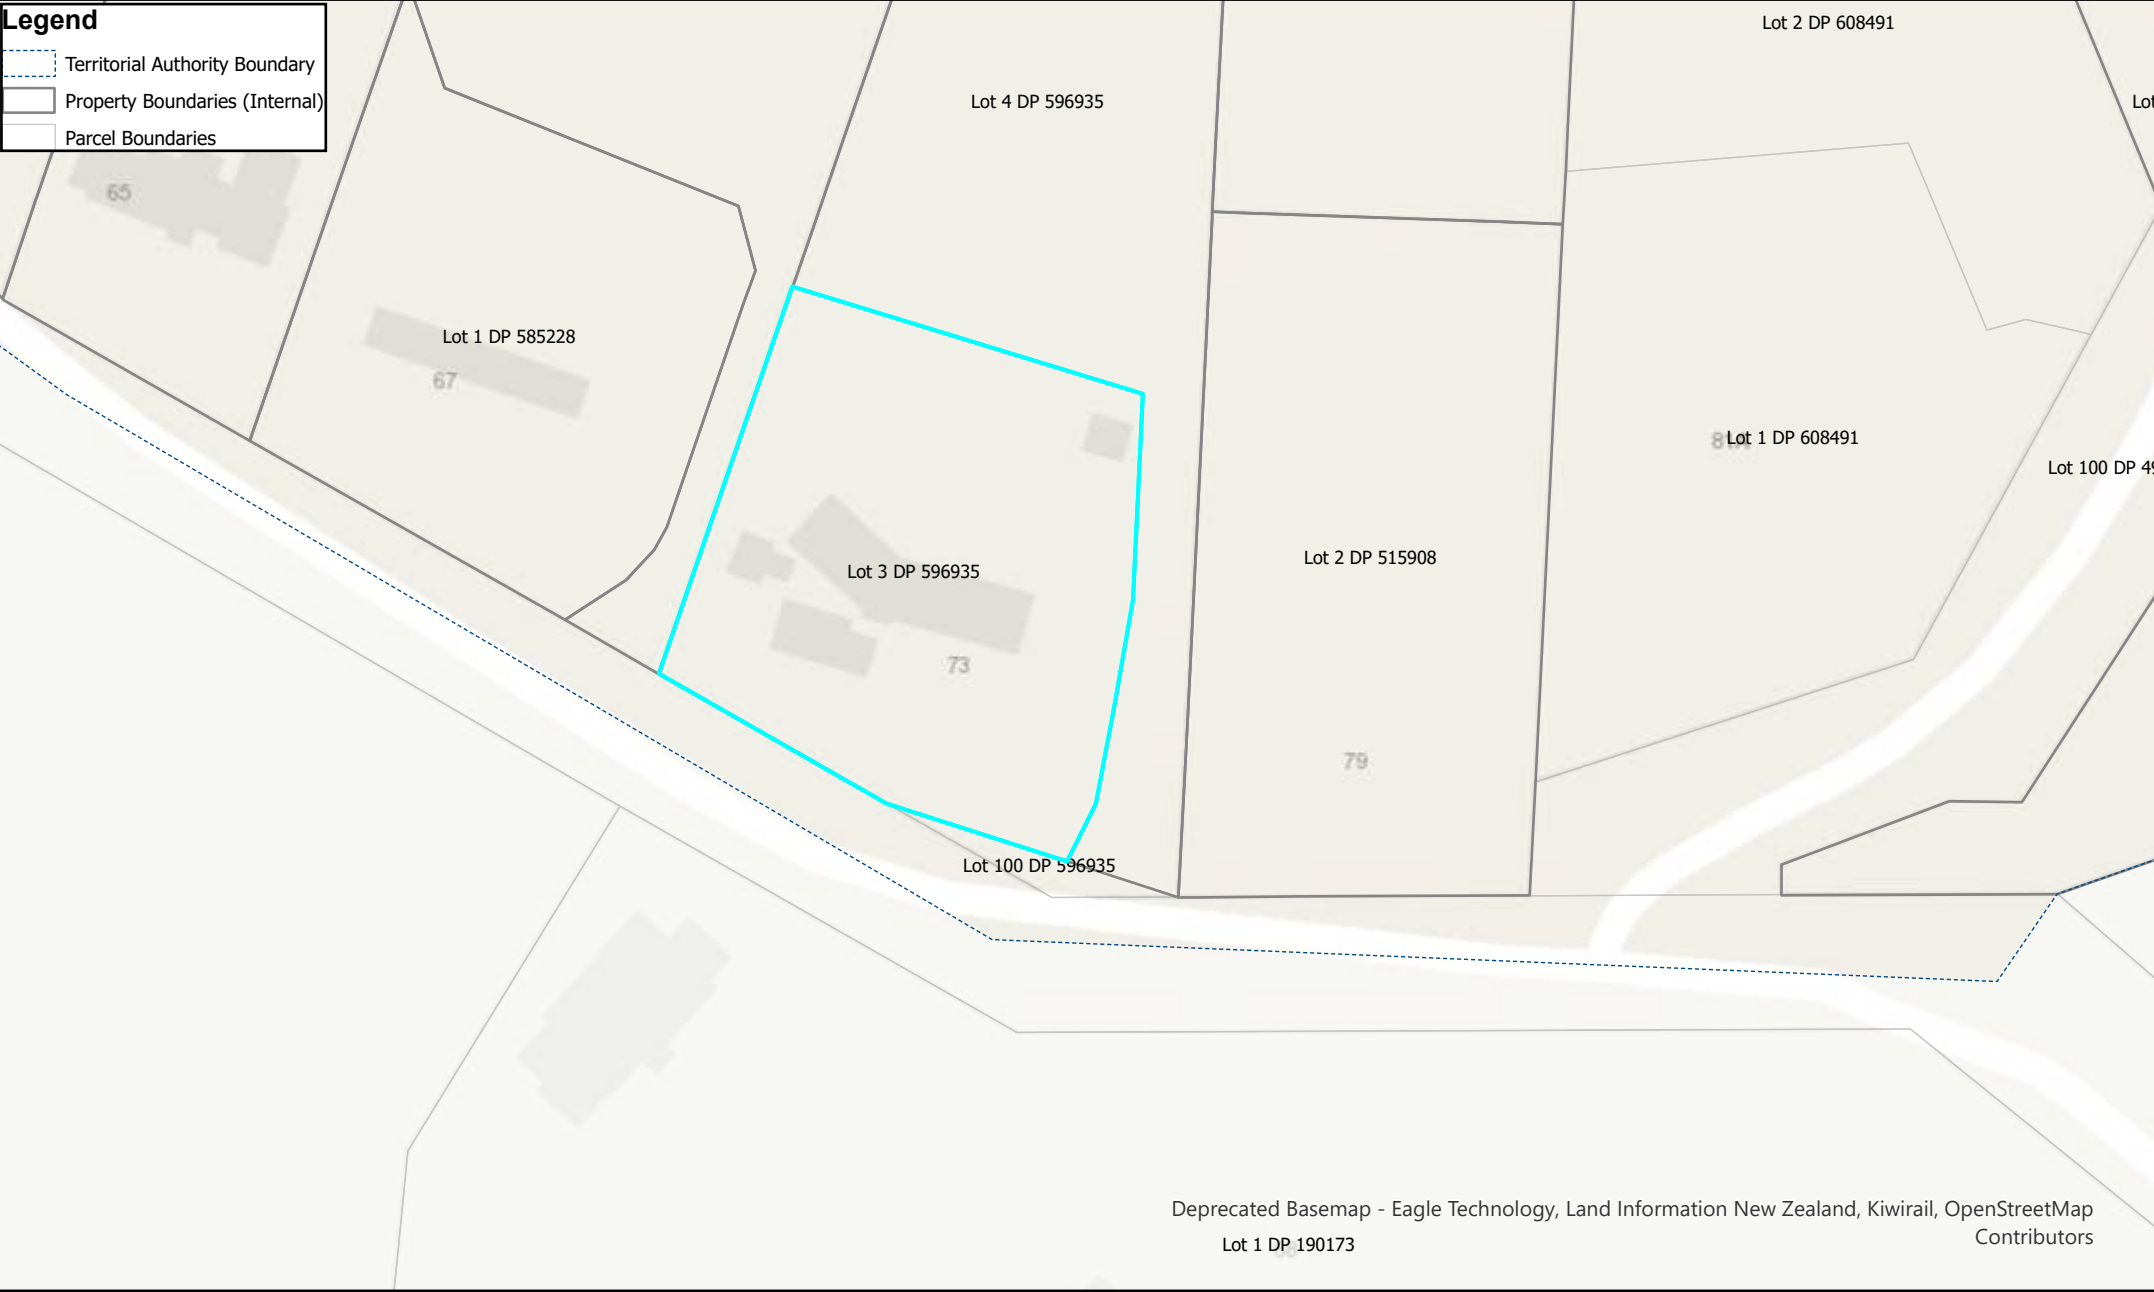 Legend
Territorial Authority Boundary
Property Boundaries (Internal)
Parcel Boundaries
Lot 2 DP 608491
Lot 4 DP 596935
Lot
65
Lot 1 DP 585228
67
Lot 1 DP 608491
Lot 100 DP 49
Lot 2 DP 515908
Lot 3 DP 596935
73
79
Lot 100 DP 596935
Deprecated Basemap - Eagle Technology, Land Information New Zealand, Kiwirail, OpenStreetMap
Contributors
Lot 1 DP 190173